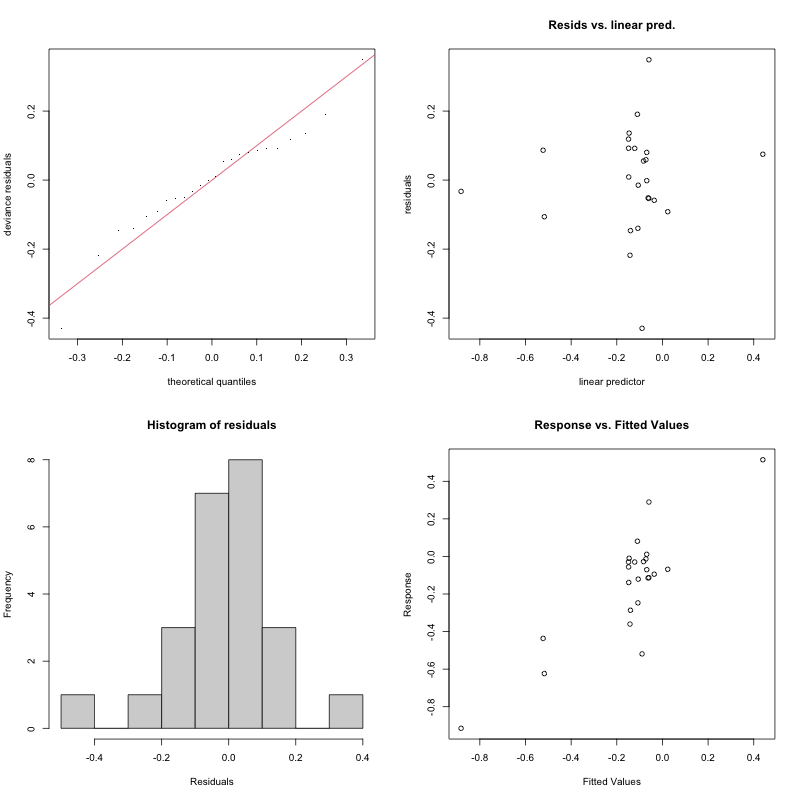 deviance residuals
0.2
0.0
-0.2
-0.4
-0.3 -0.2 -0.1 0.0 0.1 0.2 0.3
theoretical quantiles
Resids vs. linear pred.
residuals
0.2
0.0
-0.2
-0.4
-0.8 -0.6 -0.4 -0.2 0.0 0.2 0.4
linear predictor
Histogram of residuals
Frequency
8
6
4
2
0
-0.4 -0.2 0.0 0.2 0.4
Residuals
Response vs. Fitted Values
Response
0.4
0.2
0.0
-0.2
-0.4
-0.6
-0.8
-0.8 -0.6 -0.4 -0.2 0.0 0.2 0.4
Fitted Values